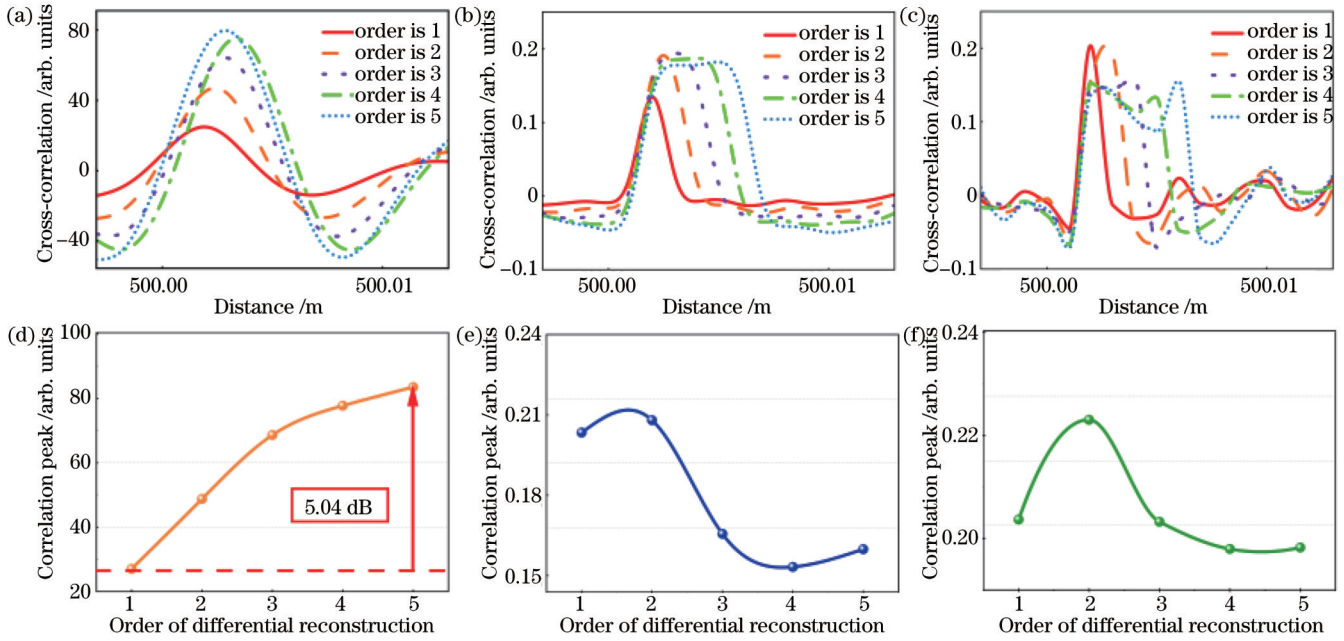 (a)
Cross-correlation /arb. units
80
40
0
−40
order is 1
order is 2
order is 3
order is 4
order is 5
500.00
500.01
Distance /m
(b)
Cross-correlation /arb. units
0.2
0.1
0
−0.1
order is 1
order is 2
order is 3
order is 4
order is 5
500.00
500.01
Distance /m
(c)
Cross-correlation /arb. units
0.2
0.1
0
−0.1
order is 1
order is 2
order is 3
order is 4
order is 5
500.00
500.01
Distance /m
(d)
Correlation peak /arb. units
100
80
60
40
20
5.04 dB
1 2 3 4 5
Order of differential reconstruction
(e)
Correlation peak /arb. units
0.24
0.21
0.18
0.15
1 2 3 4 5
Order of differential reconstruction
(f)
Correlation peak /arb. units
0.24
0.22
0.20
1 2 3 4 5
Order of differential reconstruction